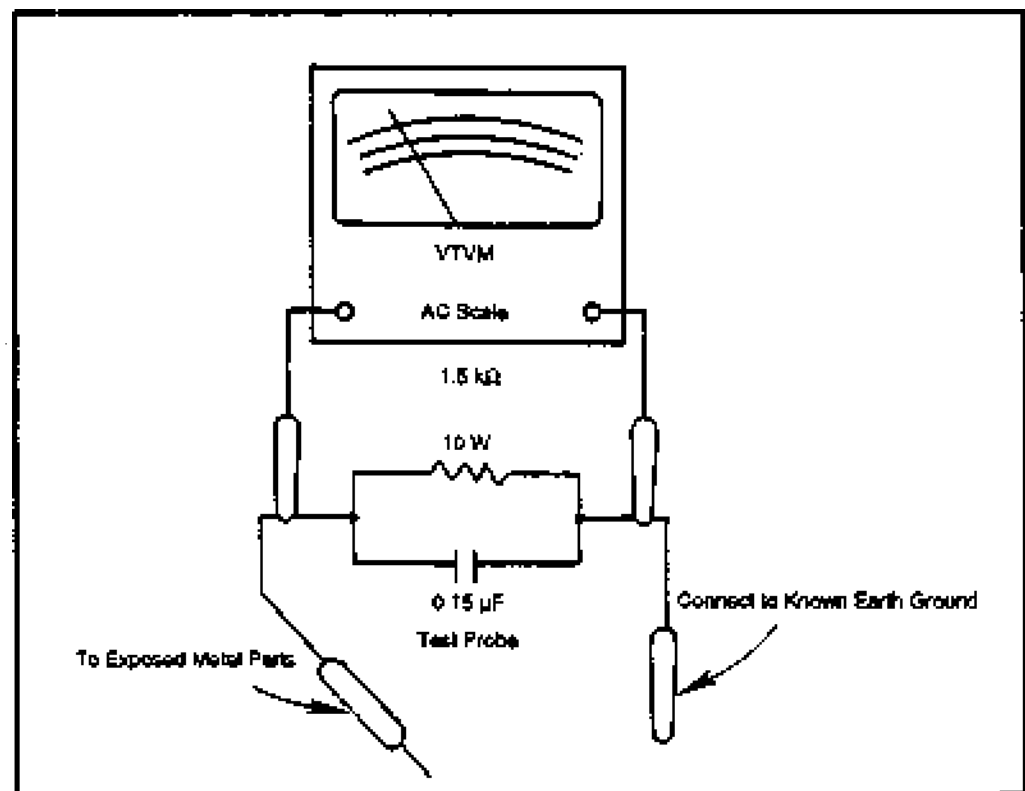 VTVM
AC Scale
1.5 kΩ
10 W
0.15 µF
Test Probe
To Exposed Metal Parts
Connect to Known Earth Ground